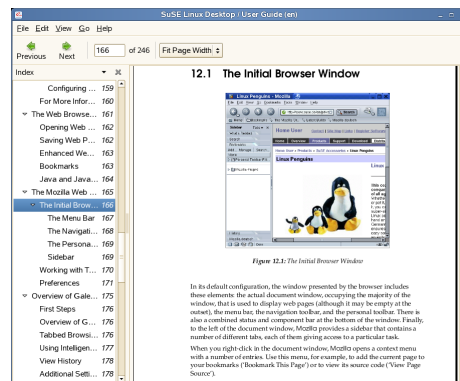 SuSE Linux Desktop / User Guide (en)
File Edit View Go Help
Previous Next 166 of 246 Fit Page Width
Index
Configuring ... 159
For More Infor... 160
The Web Browse... 161
Opening Web ... 162
Saving Web P... 162
Enhanced We... 163
Bookmarks 163
Java and Java... 164
The Mozilla Web ... 165
The Initial Brow... 166
The Menu Bar 167
The Navigati... 168
The Persona... 169
Sidebar 169
Working with T... 170
Preferences 171
Overview of Gale... 175
First Steps 176
Overview of G... 176
Tabbed Browsi... 176
Using Intelligen... 177
View History 178
Additional Setti... 178
12.1 The Initial Browser Window
Linux Penguins - Mozilla
Home User
Linux Penguins
Figure 12.1: The Initial Browser Window
In its default configuration, the window presented by the browser includes
these elements: the actual document window, occupying the majority of the
window, that is used to display web pages (although it may be empty at the
outset), the menu bar, the navigation toolbar, and the personal toolbar. There is
also a combined status and component bar at the bottom of the window. Finally,
to the left of the document window, Mozilla provides a sidebar that contains a
number of different tabs, each of them giving access to a particular task.
When you right-click in the document window, Mozilla opens a context menu
with a number of entries. Use this menu, for example, to add the current page to
your bookmarks ('Bookmark This Page') or to view its source code ('View Page
Source').